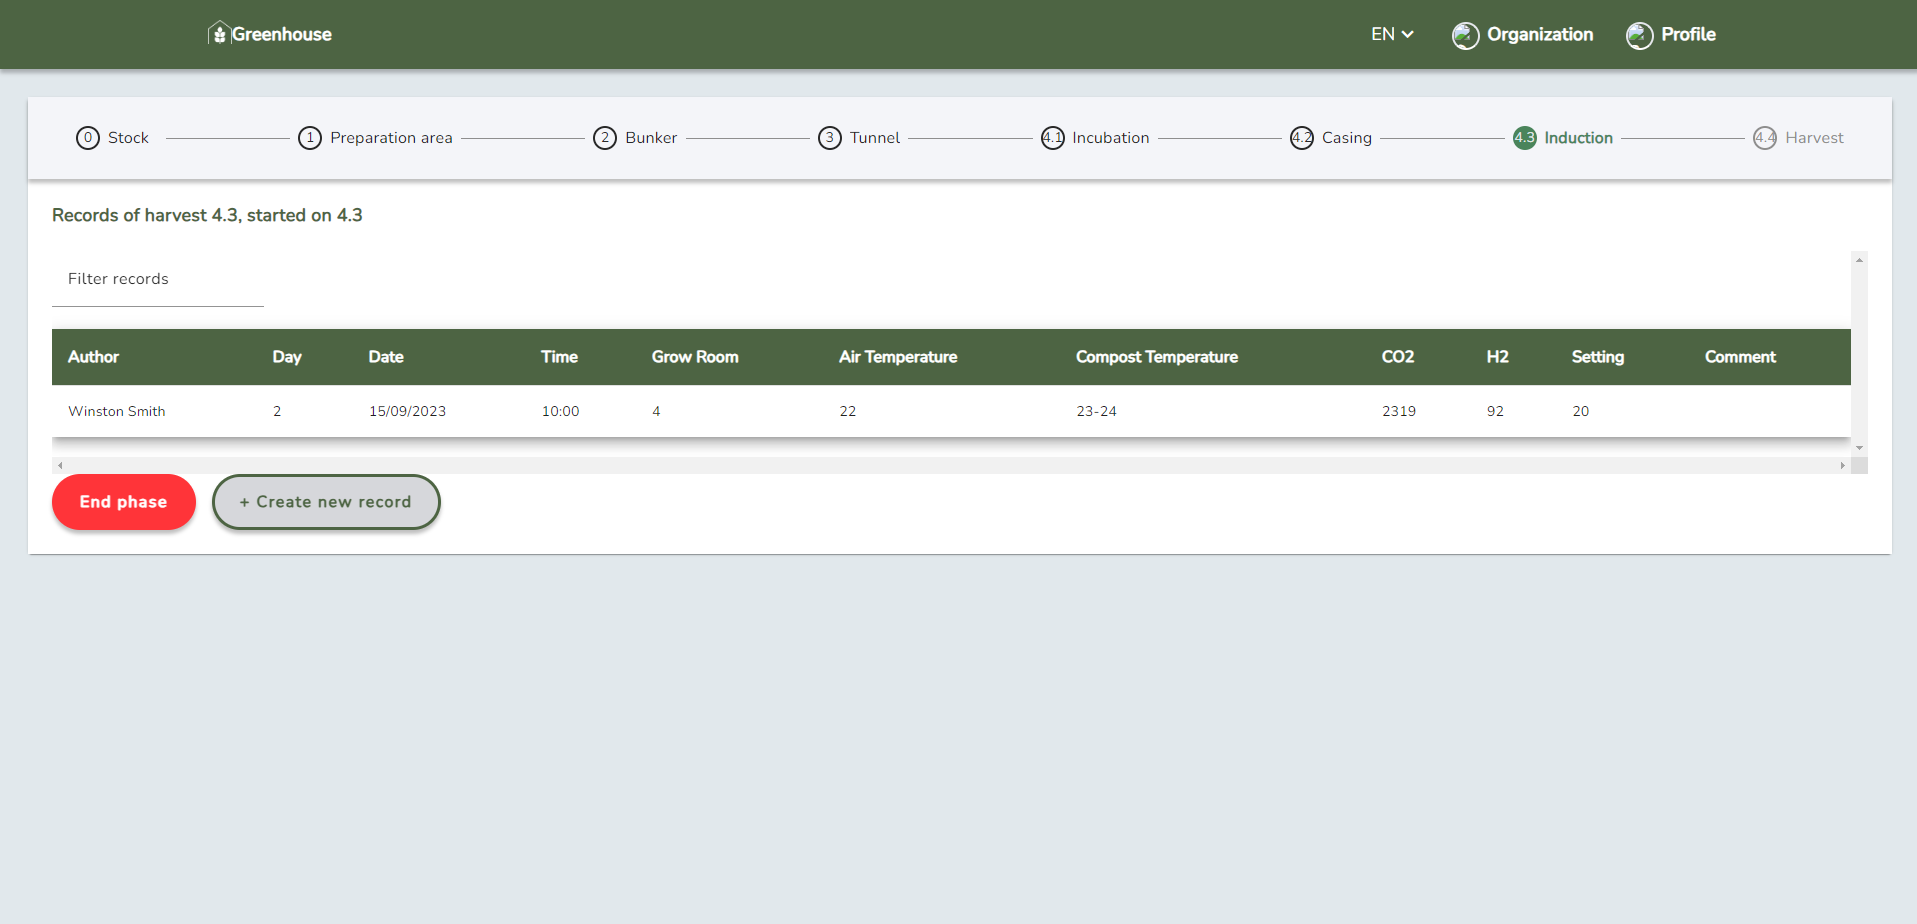 Greenhouse
EN
Organization
Profile
0 Stock
1 Preparation area
2 Bunker
3 Tunnel
4.1 Incubation
4.2 Casing
4.3 Induction
4.4 Harvest
Records of harvest 4.3, started on 4.3
Filter records
Author Day Date Time Grow Room Air Temperature Compost Temperature CO2 H2 Setting Comment
Winston Smith 2 15/09/2023 10:00 4 22 23-24 2319 92 20
End phase
+ Create new record